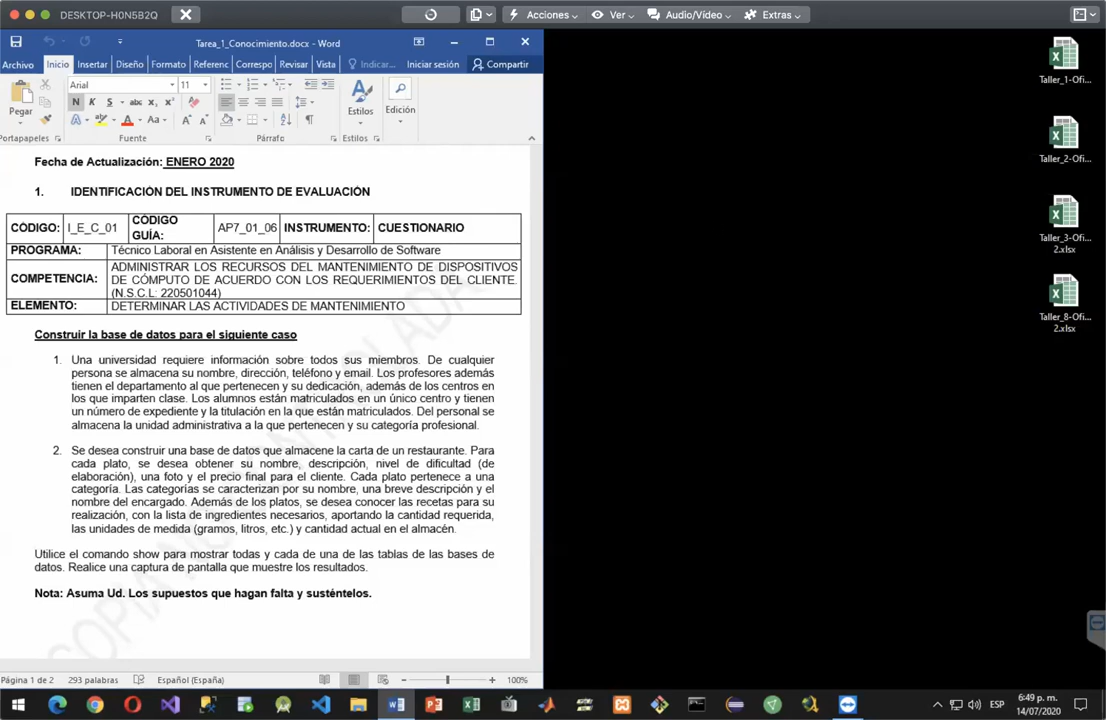 DESKTOP-H0N5B2Q
Acciones
Ver
Audio/Vídeo
Extras
Tarea_1_Conocimiento.docx - Word
Archivo Inicio Insertar Diseño Formato Referenc Correspo Revisar Vista Indicar... Iniciar sesión Compartir
Arial 11
Pegar
N K S abc x₂ x²
Aa A A
Estilos
Edición
Portapapeles Fuente Párrafo Estilos
Fecha de Actualización: ENERO 2020
1. IDENTIFICACIÓN DEL INSTRUMENTO DE EVALUACIÓN
CÓDIGO: I_E_C_01 CÓDIGO GUÍA: AP7_01_06 INSTRUMENTO: CUESTIONARIO
PROGRAMA: Técnico Laboral en Asistente en Análisis y Desarrollo de Software
COMPETENCIA: ADMINISTRAR LOS RECURSOS DEL MANTENIMIENTO DE DISPOSITIVOS
DE CÓMPUTO DE ACUERDO CON LOS REQUERIMIENTOS DEL CLIENTE.
(N.S.C.L: 220501044)
ELEMENTO: DETERMINAR LAS ACTIVIDADES DE MANTENIMIENTO
Construir la base de datos para el siguiente caso
1. Una universidad requiere información sobre todos sus miembros. De cualquier
persona se almacena su nombre, dirección, teléfono y email. Los profesores además
tienen el departamento al que pertenecen y su dedicación, además de los centros en
los que imparten clase. Los alumnos están matriculados en un único centro y tienen
un número de expediente y la titulación en la que están matriculados. Del personal se
almacena la unidad administrativa a la que pertenecen y su categoría profesional.
2. Se desea construir una base de datos que almacene la carta de un restaurante. Para
cada plato, se desea obtener su nombre, descripción, nivel de dificultad (de
elaboración), una foto y el precio final para el cliente. Cada plato pertenece a una
categoría. Las categorías se caracterizan por su nombre, una breve descripción y el
nombre del encargado. Además de los platos, se desea conocer las recetas para su
realización, con la lista de ingredientes necesarios, aportando la cantidad requerida,
las unidades de medida (gramos, litros, etc.) y cantidad actual en el almacén.
Utilice el comando show para mostrar todas y cada de una de las tablas de las bases de
datos. Realice una captura de pantalla que muestre los resultados.
Nota: Asuma Ud. Los supuestos que hagan falta y susténtelos.
Página 1 de 2 293 palabras Español (España) 100%
Taller_1-Ofi...
Taller_2-Ofi...
Taller_3-Ofi...
2.xlsx
Taller_8-Ofi...
2.xlsx
ESP
6:49 p. m.
14/07/2020